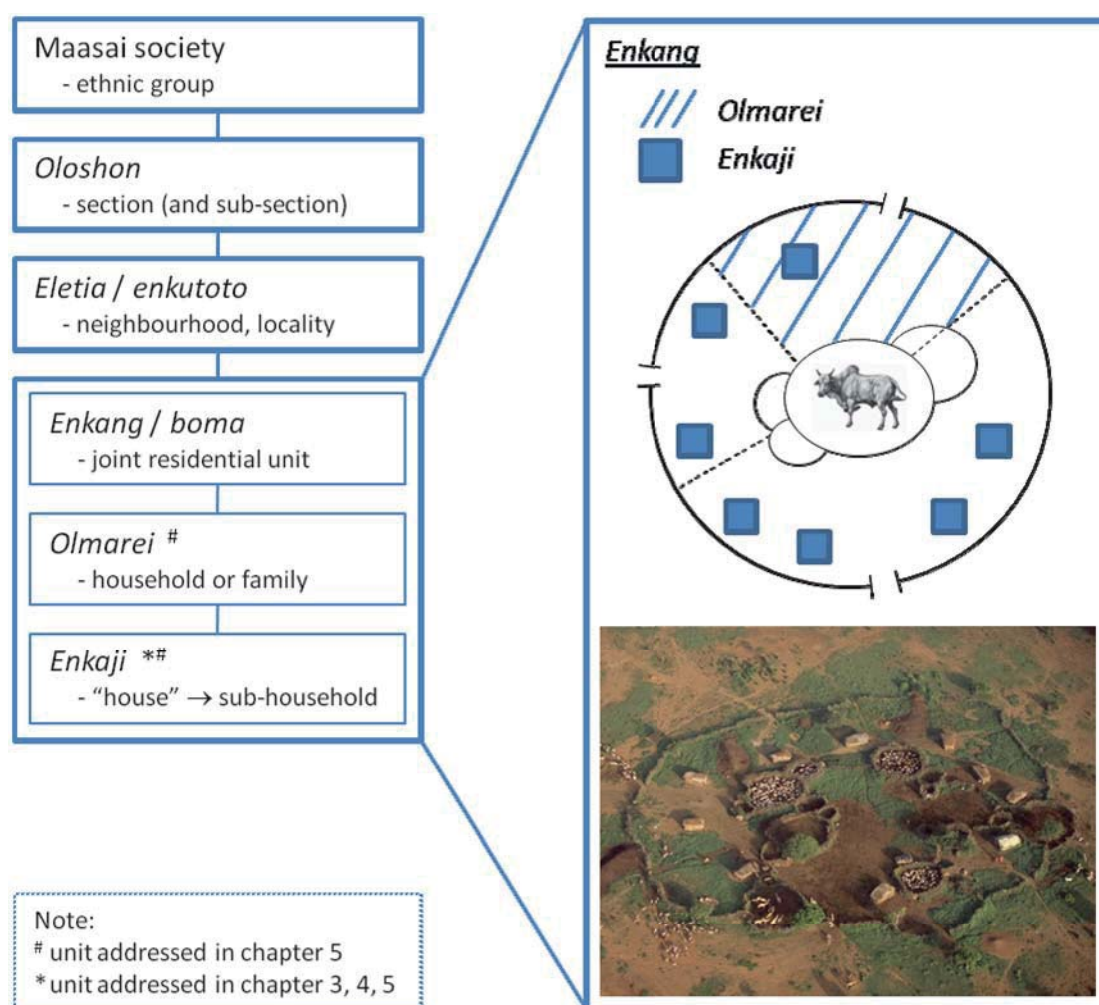 Maasai society
- ethnic group
Oloshon
- section (and sub-section)
Eletia / enkutoto
- neighbourhood, locality
Enkang / boma
- joint residential unit
Olmarei #
- household or family
Enkaji *#
- “house” → sub-household
Note:
# unit addressed in chapter 5
* unit addressed in chapter 3, 4, 5
Enkang
Olmarei
Enkaji